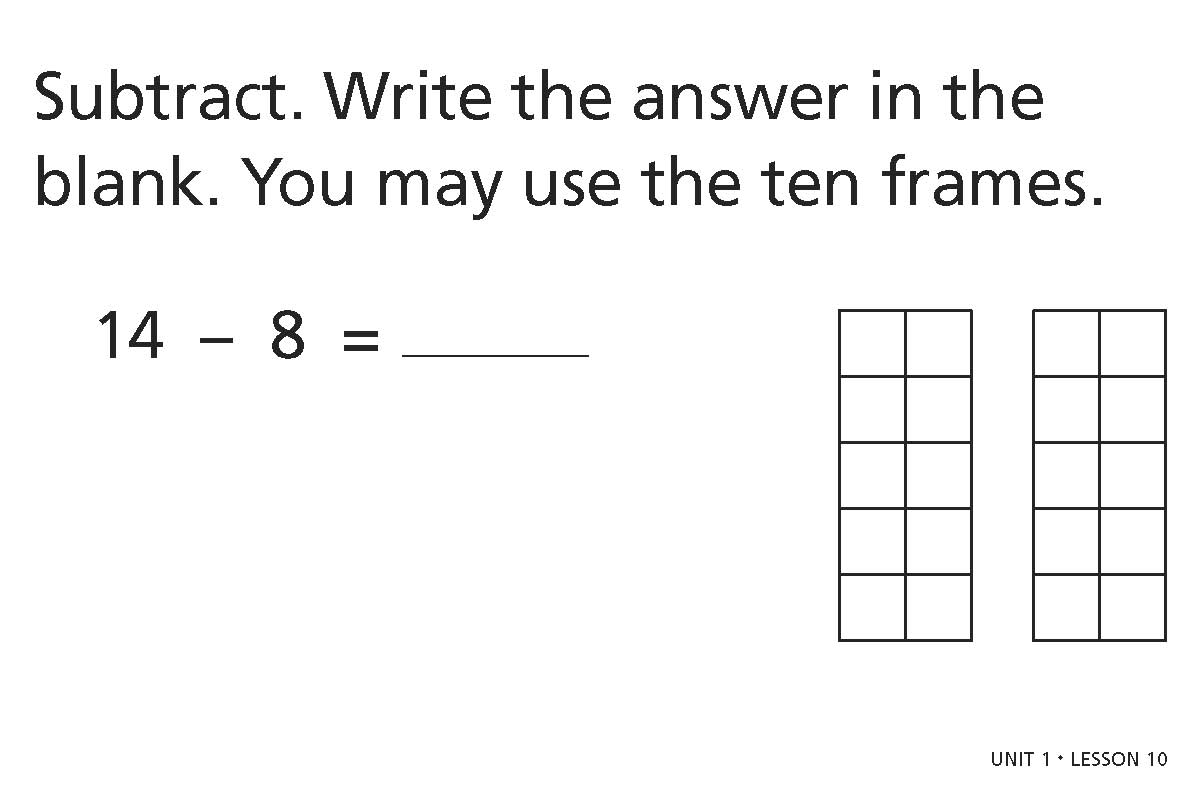 Subtract. Write the answer in the
blank. You may use the ten frames.
14 – 8 = ______
UNIT 1 • LESSON 10